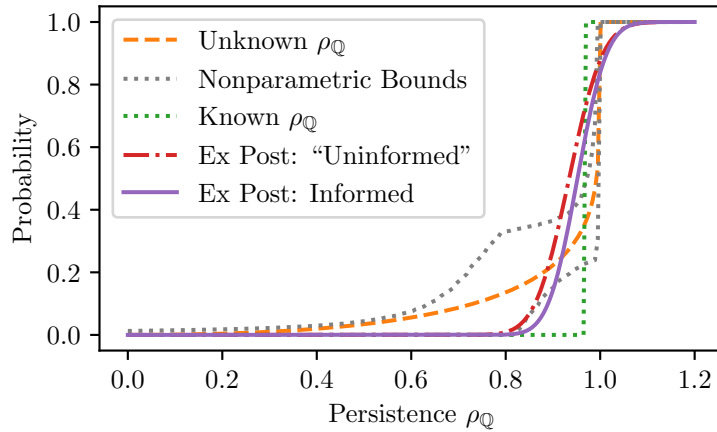 1.0
0.8
0.6
0.4
0.2
0.0
Probability
Unknown ρ_ℚ
Nonparametric Bounds
Known ρ_ℚ
Ex Post: “Uninformed”
Ex Post: Informed
0.0 0.2 0.4 0.6 0.8 1.0 1.2
Persistence ρ_ℚ